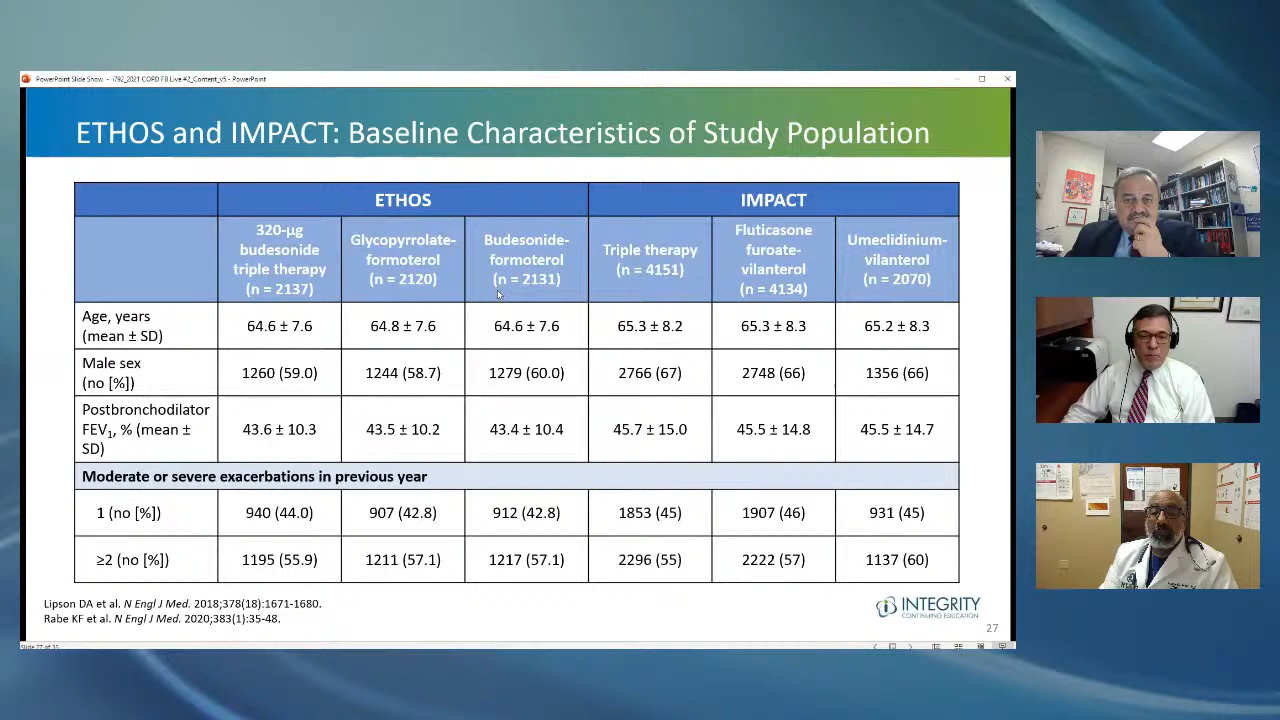 PowerPoint Slide Show - i792_2021 COPD FB Live #2_Content_v5 - PowerPoint
ETHOS and IMPACT: Baseline Characteristics of Study Population
ETHOS
IMPACT
320-µg
budesonide
triple therapy
(n = 2137)
Glycopyrrolate-
formoterol
(n = 2120)
Budesonide-
formoterol
(n = 2131)
Triple therapy
(n = 4151)
Fluticasone
furoate-
vilanterol
(n = 4134)
Umeclidinium-
vilanterol
(n = 2070)
Age, years
(mean ± SD)
64.6 ± 7.6
64.8 ± 7.6
64.6 ± 7.6
65.3 ± 8.2
65.3 ± 8.3
65.2 ± 8.3
Male sex
(no [%])
1260 (59.0)
1244 (58.7)
1279 (60.0)
2766 (67)
2748 (66)
1356 (66)
Postbronchodilator
FEV1, % (mean ±
SD)
43.6 ± 10.3
43.5 ± 10.2
43.4 ± 10.4
45.7 ± 15.0
45.5 ± 14.8
45.5 ± 14.7
Moderate or severe exacerbations in previous year
1 (no [%])
940 (44.0)
907 (42.8)
912 (42.8)
1853 (45)
1907 (46)
931 (45)
≥2 (no [%])
1195 (55.9)
1211 (57.1)
1217 (57.1)
2296 (55)
2222 (57)
1137 (60)
Lipson DA et al. N Engl J Med. 2018;378(18):1671-1680.
Rabe KF et al. N Engl J Med. 2020;383(1):35-48.
INTEGRITY
CONTINUING EDUCATION
27
Slide 27 of 35